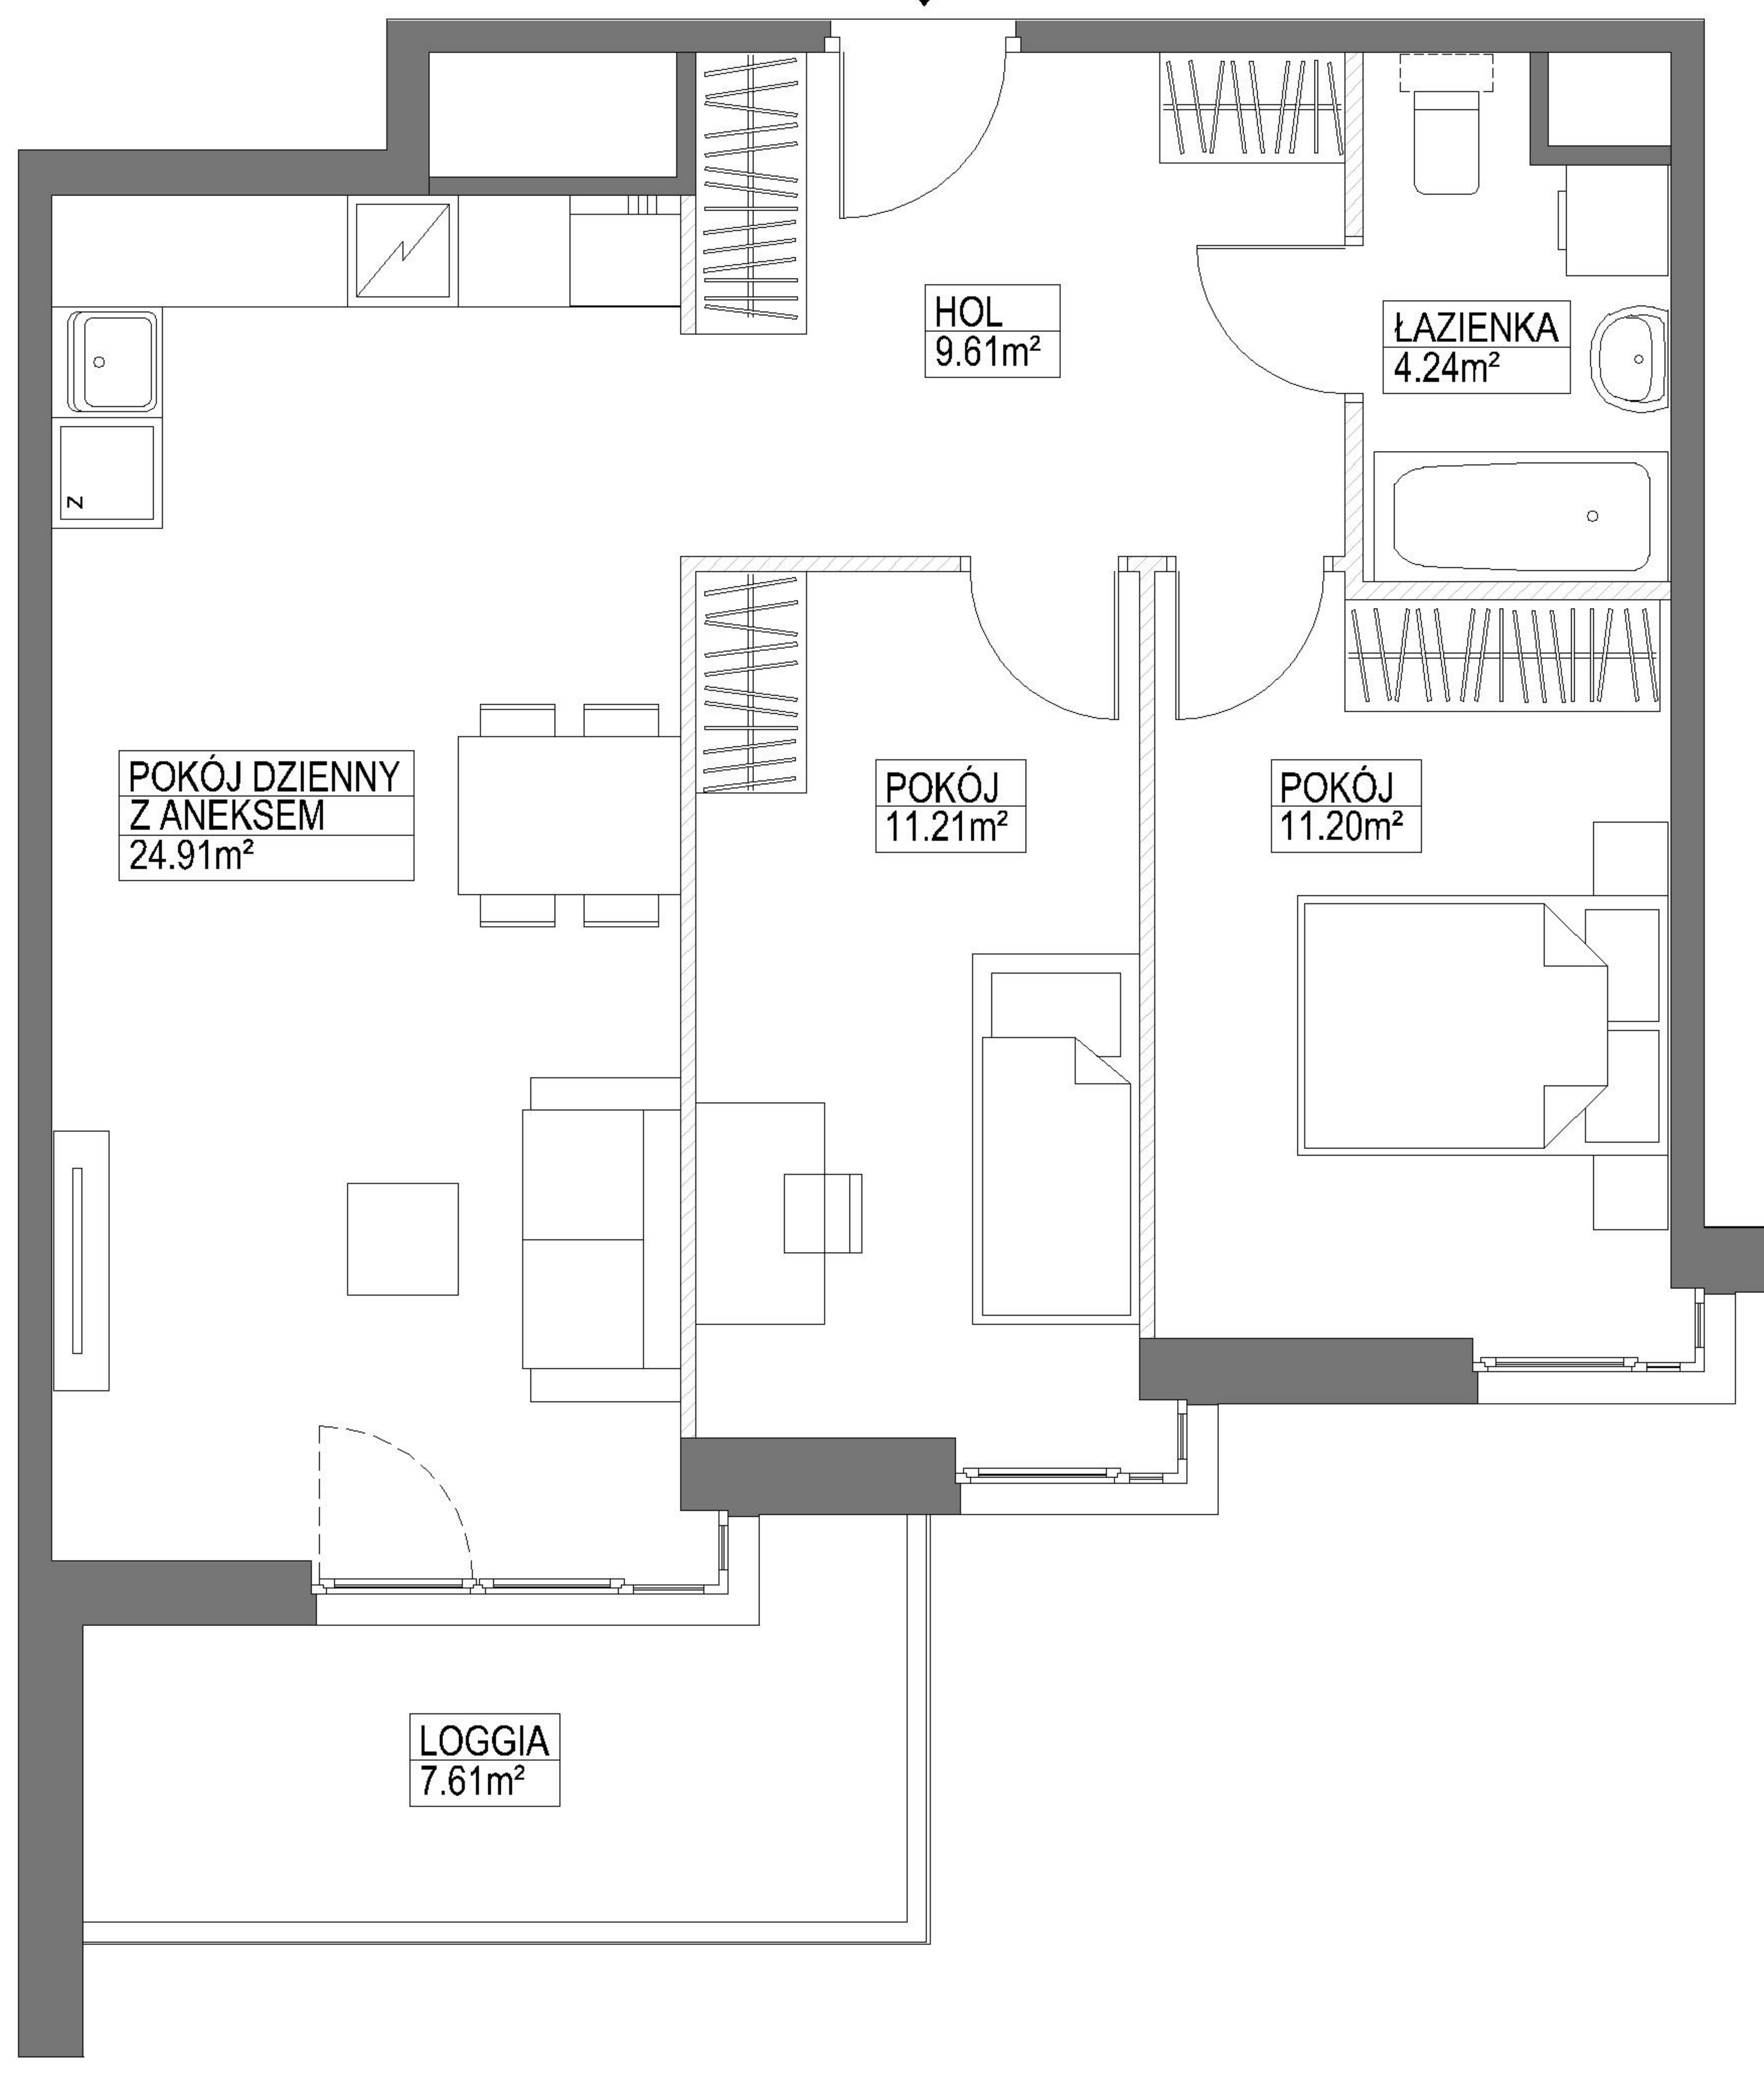 HOL
9.61m²
ŁAZIENKA
4.24m²
Z
POKÓJ DZIENNY
Z ANEKSEM
24.91m²
POKÓJ
11.21m²
POKÓJ
11.20m²
LOGGIA
7.61m²